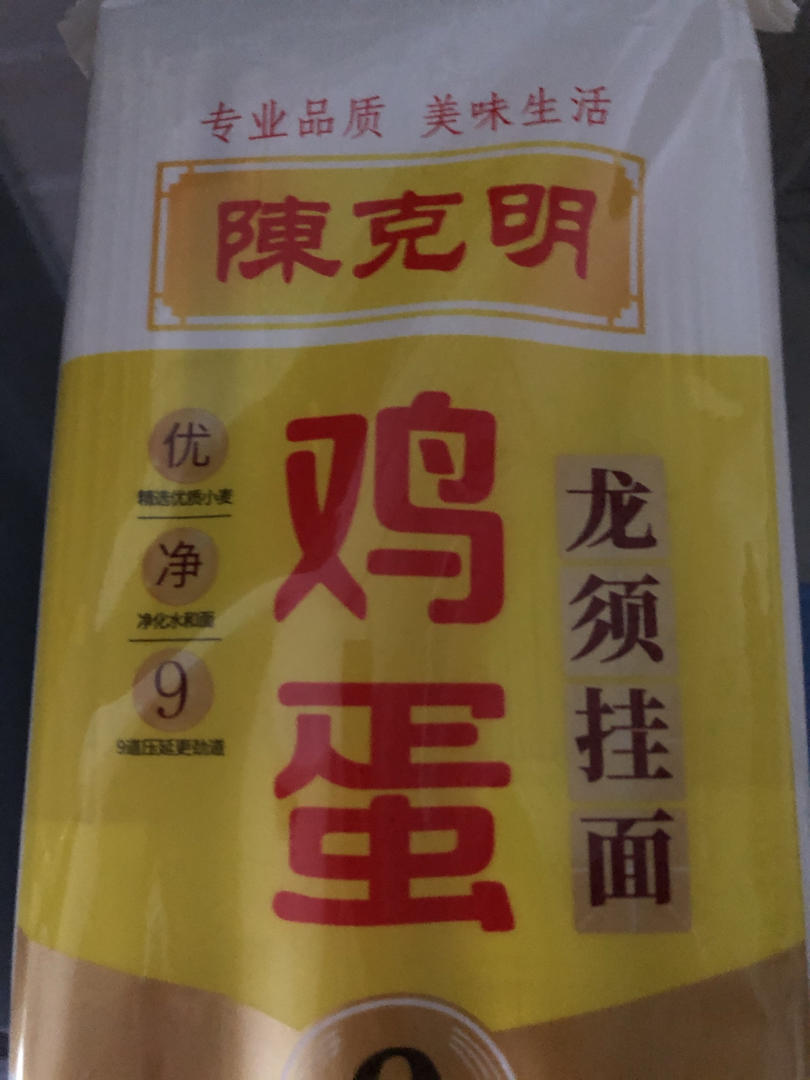 专业品质 美味生活
陳克明
优
精选优质小麦
净
净化水和面
9
9道压延更劲道
鸡蛋
龙须挂面